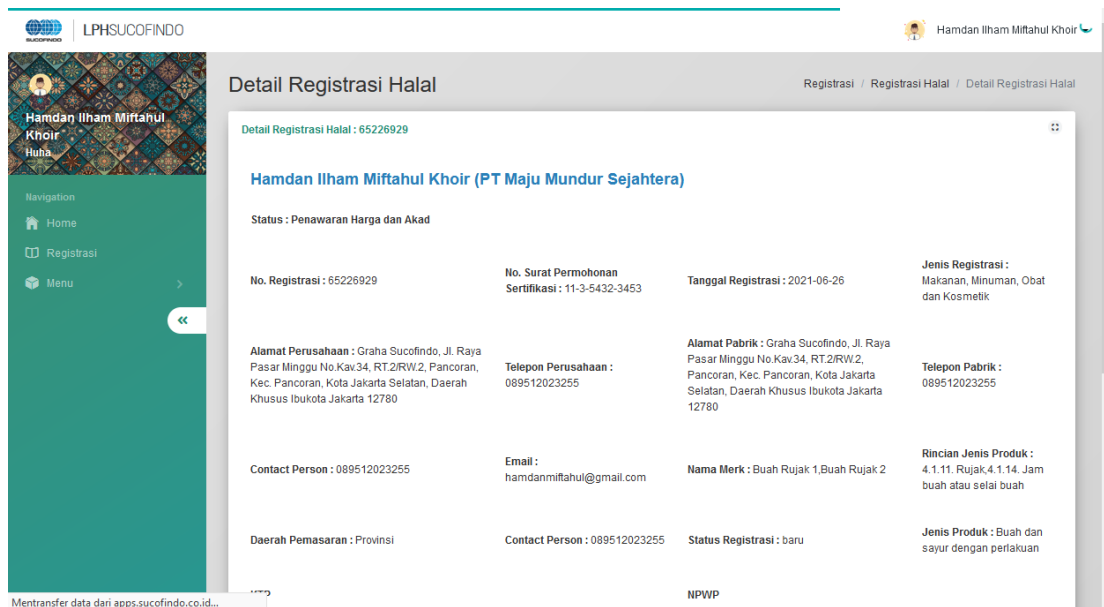 SUCOFINDO
LPHSUCOFINDO
Hamdan Ilham Miftahul Khoir
Hamdan Ilham Miftahul
Khoir
Huha
Navigation
Home
Registrasi
Menu
Detail Registrasi Halal
Registrasi / Registrasi Halal / Detail Registrasi Halal
Detail Registrasi Halal : 65226929
Hamdan Ilham Miftahul Khoir (PT Maju Mundur Sejahtera)
Status : Penawaran Harga dan Akad
No. Registrasi : 65226929
No. Surat Permohonan
Sertifikasi : 11-3-5432-3453
Tanggal Registrasi : 2021-06-26
Jenis Registrasi :
Makanan, Minuman, Obat
dan Kosmetik
Alamat Perusahaan : Graha Sucofindo, Jl. Raya
Pasar Minggu No.Kav.34, RT.2/RW.2, Pancoran,
Kec. Pancoran, Kota Jakarta Selatan, Daerah
Khusus Ibukota Jakarta 12780
Telepon Perusahaan :
089512023255
Alamat Pabrik : Graha Sucofindo, Jl. Raya
Pasar Minggu No.Kav.34, RT.2/RW.2,
Pancoran, Kec. Pancoran, Kota Jakarta
Selatan, Daerah Khusus Ibukota Jakarta
12780
Telepon Pabrik :
089512023255
Contact Person : 089512023255
Email :
hamdanmiftahul@gmail.com
Nama Merk : Buah Rujak 1,Buah Rujak 2
Rincian Jenis Produk :
4.1.11. Rujak,4.1.14. Jam
buah atau selai buah
Daerah Pemasaran : Provinsi
Contact Person : 089512023255
Status Registrasi : baru
Jenis Produk : Buah dan
sayur dengan perlakuan
KTP
NPWP
Mentransfer data dari apps.sucofindo.co.id...